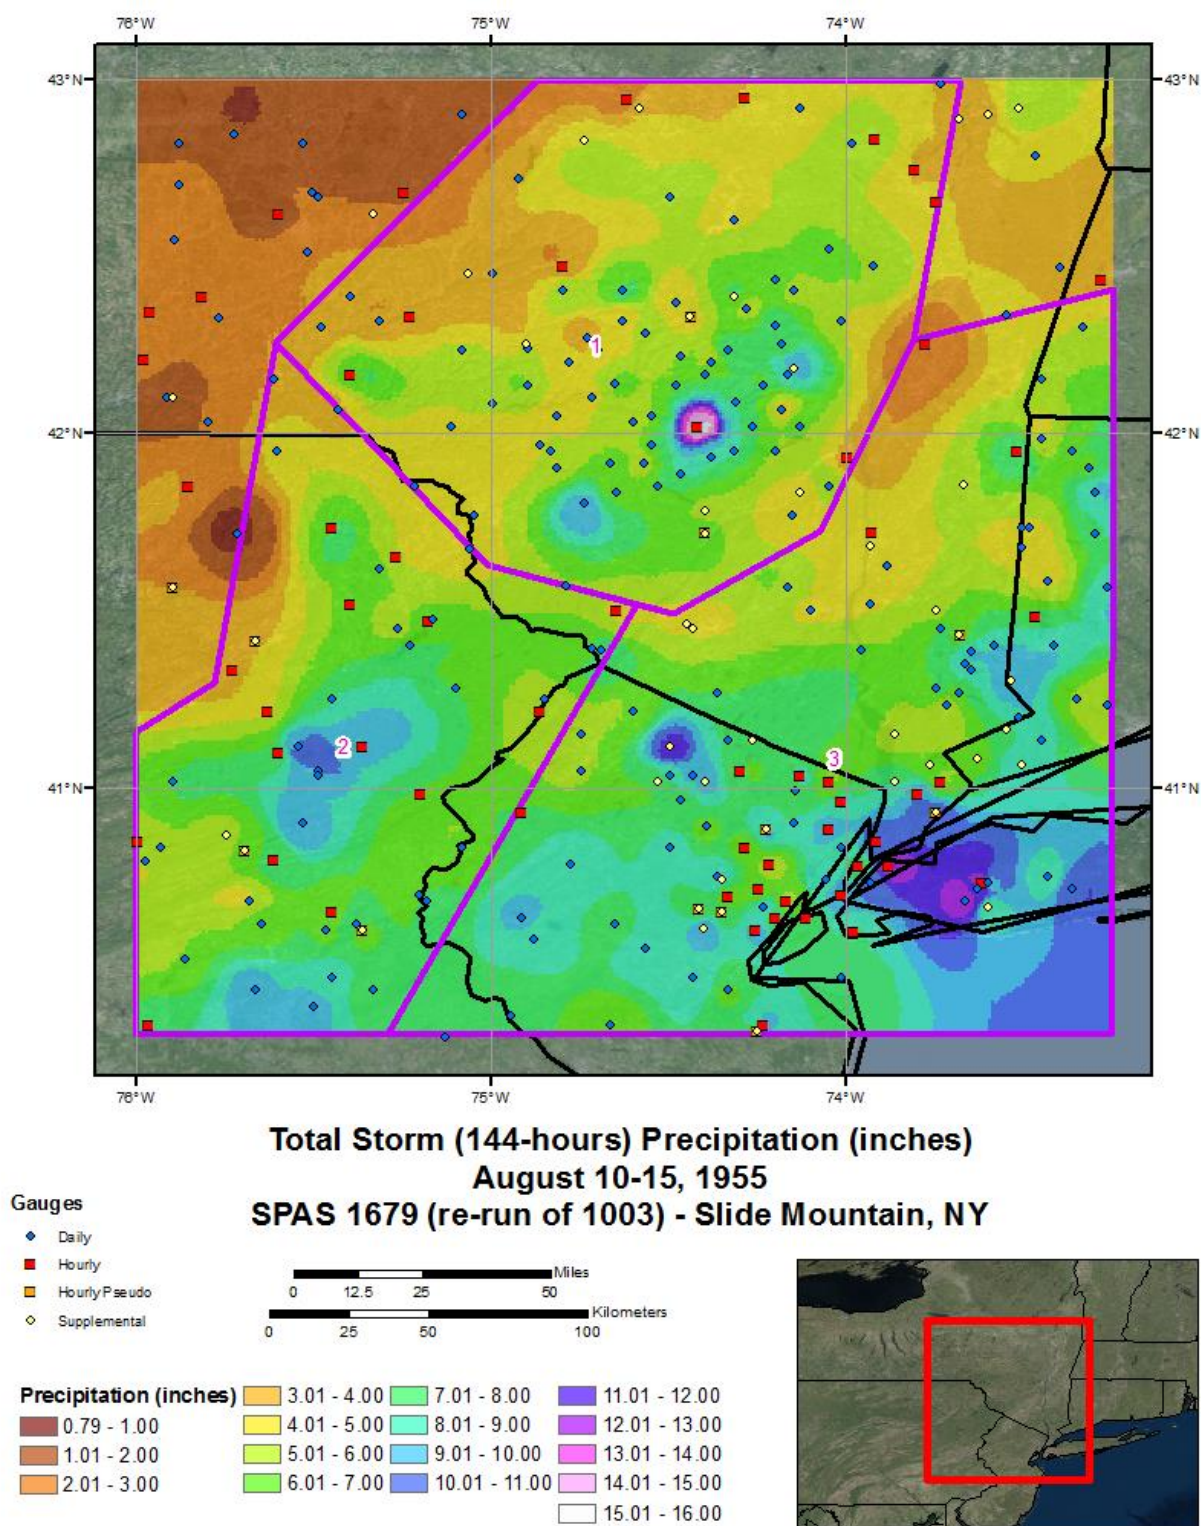 76°W 75°W 74°W
43°N 43°N
1
42°N 42°N
2
3
41°N 41°N
76°W 75°W 74°W
Total Storm (144-hours) Precipitation (inches)
August 10-15, 1955
SPAS 1679 (re-run of 1003) - Slide Mountain, NY
Gauges
Daily
Hourly
Hourly Pseudo
Supplemental
Miles
0 12.5 25 50
Kilometers
0 25 50 100
Precipitation (inches)
0.79 - 1.00
1.01 - 2.00
2.01 - 3.00
3.01 - 4.00
4.01 - 5.00
5.01 - 6.00
6.01 - 7.00
7.01 - 8.00
8.01 - 9.00
9.01 - 10.00
10.01 - 11.00
11.01 - 12.00
12.01 - 13.00
13.01 - 14.00
14.01 - 15.00
15.01 - 16.00